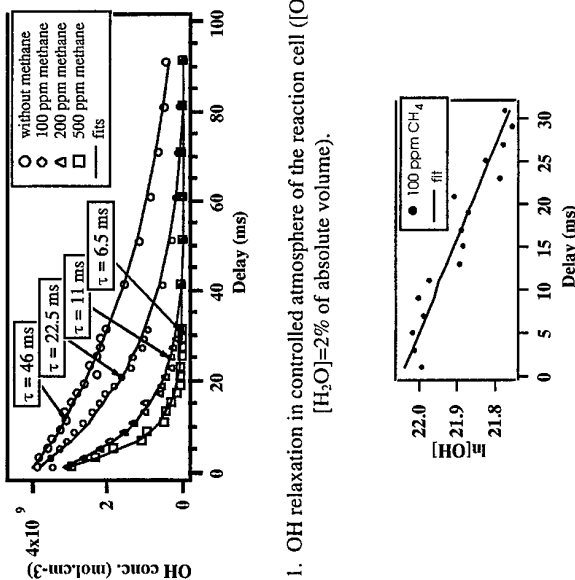 4x10⁹
2
0
OH conc. (mol.cm-3)
○ without methane
◇ 100 ppm methane
△ 200 ppm methane
□ 500 ppm methane
— fits
τ = 46 ms
τ = 22.5 ms
τ = 11 ms
τ = 6.5 ms
0 20 40 60 80 100
Delay (ms)
1. OH relaxation in controlled atmosphere of the reaction cell ([O
[H₂O]=2% of absolute volume).
22.0
21.9
21.8
ln[OH]
● 100 ppm CH₄
— fit
0 5 10 15 20 25 30
Delay (ms)